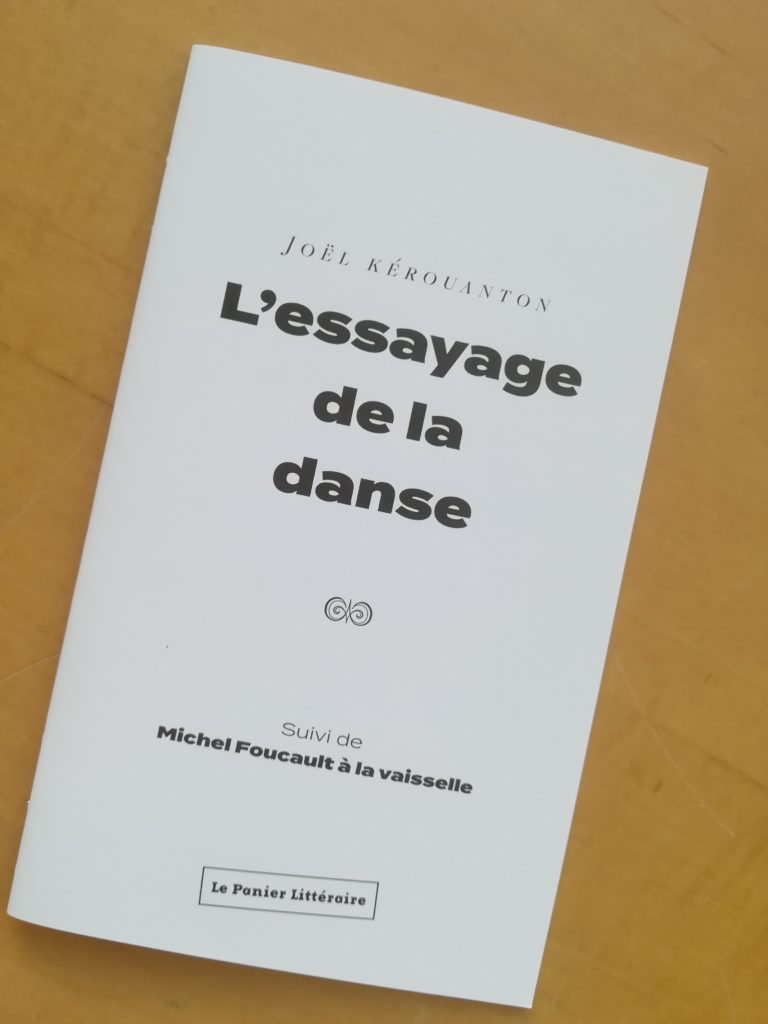 Joël Kérouanton
L'essayage
de la
danse
Suivi de
Michel Foucault à la vaisselle
Le Panier Littéraire